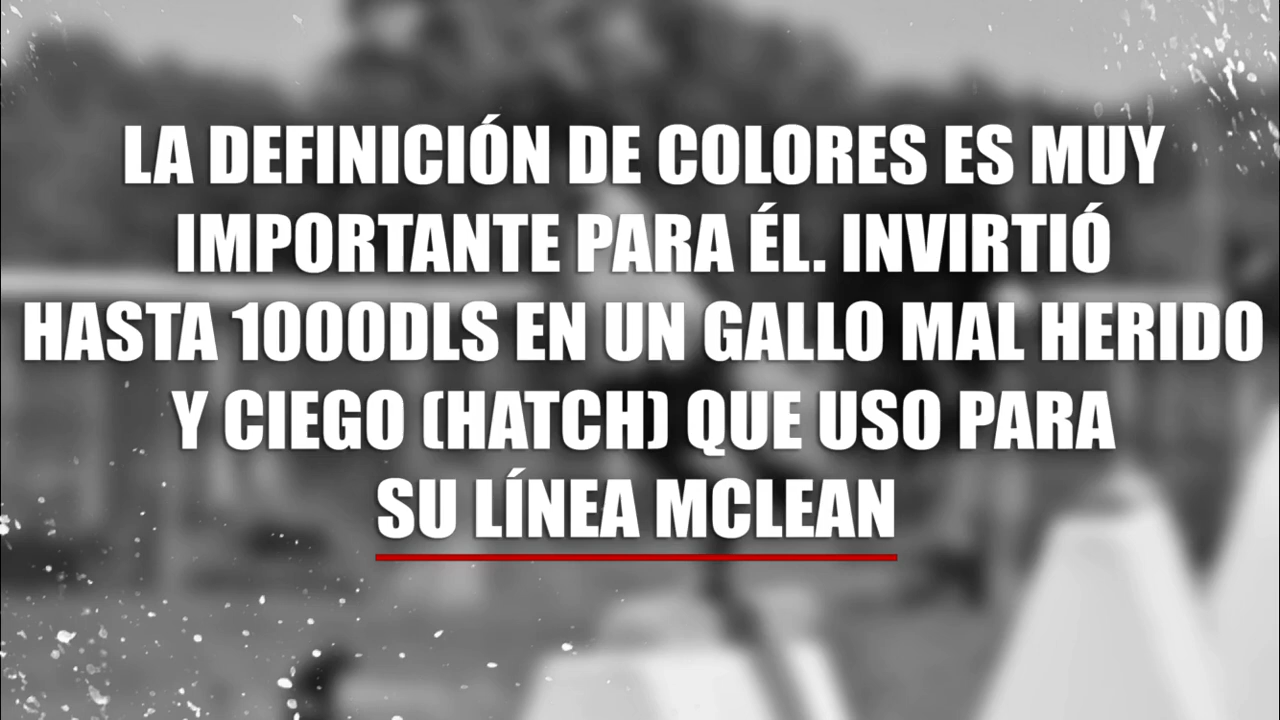 LA DEFINICIÓN DE COLORES ES MUY
IMPORTANTE PARA ÉL. INVIRTIÓ
HASTA 1000DLS EN UN GALLO MAL HERIDO
Y CIEGO (HATCH) QUE USO PARA
SU LÍNEA MCLEAN